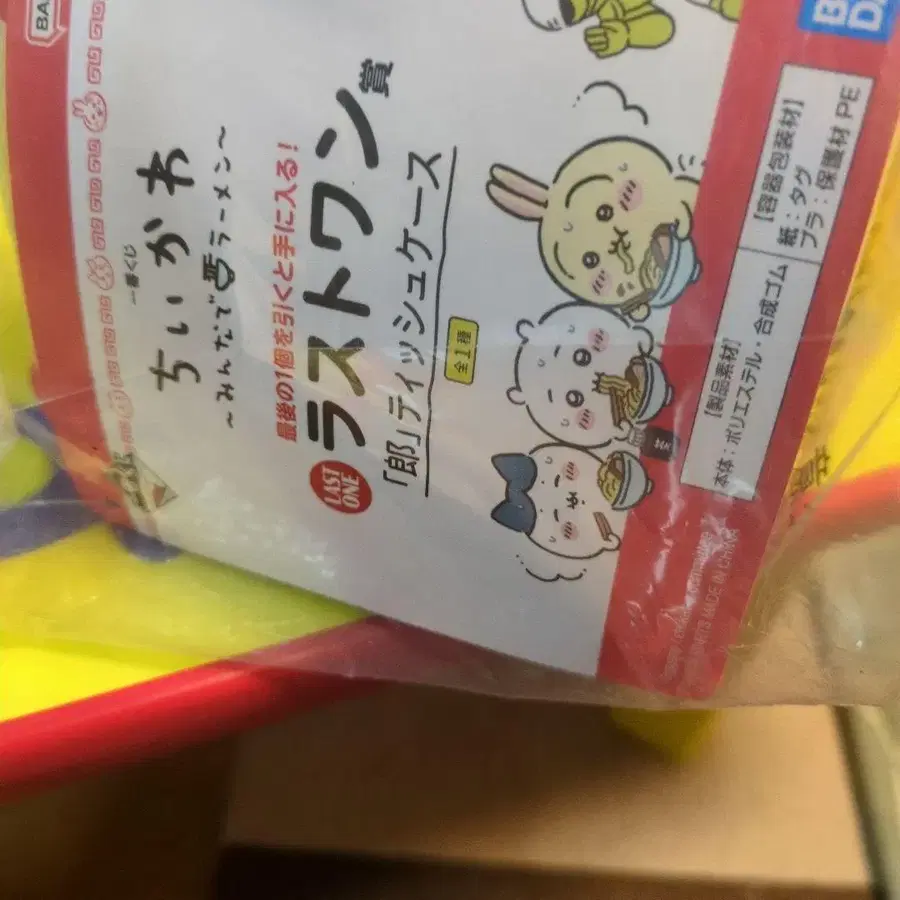 一番くじ
ちいかわ
~みんなでラーメン~
最後の1個を引くと手に入る!
LAST ONE
ラストワン賞
「郎」ティッシュケース
全1種
【製品素材】
本体:ポリエステル・合成ゴム
【容器包装材】
紙:タグ
プラ:保護材 PE
MADE IN CHINA